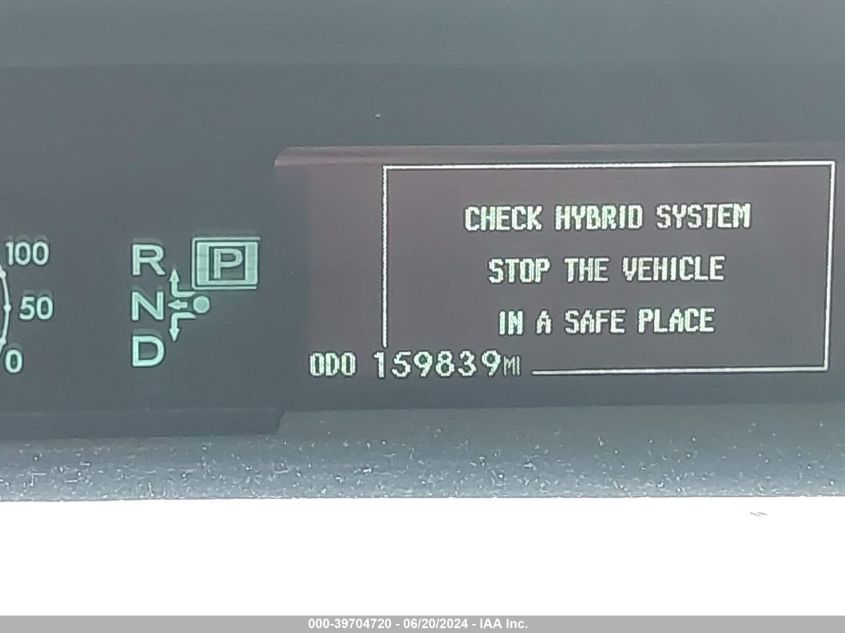 CHECK HYBRID SYSTEM
STOP THE VEHICLE
IN A SAFE PLACE
ODO 159839MI
100
50
0
R
P
N
D
000-39704720 - 06/20/2024 - IAA Inc.